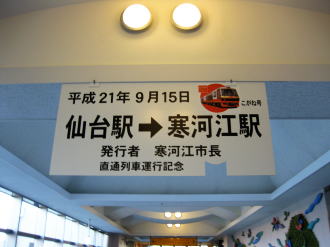 平成21年9月15日
こがね号
仙台駅➡寒河江駅
発行者 寒河江市長
直通列車運行記念